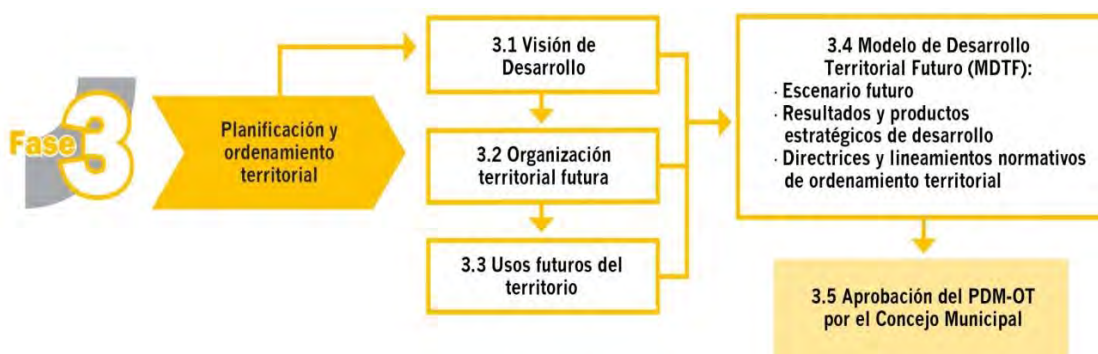 Fase 3
Planificación y
ordenamiento
territorial
3.1 Visión de
Desarrollo
3.2 Organización
territorial futura
3.3 Usos futuros del
territorio
3.4 Modelo de Desarrollo
Territorial Futuro (MDTF):
· Escenario futuro
· Resultados y productos
estratégicos de desarrollo
· Directrices y lineamientos normativos
de ordenamiento territorial
3.5 Aprobación del PDM-OT
por el Concejo Municipal